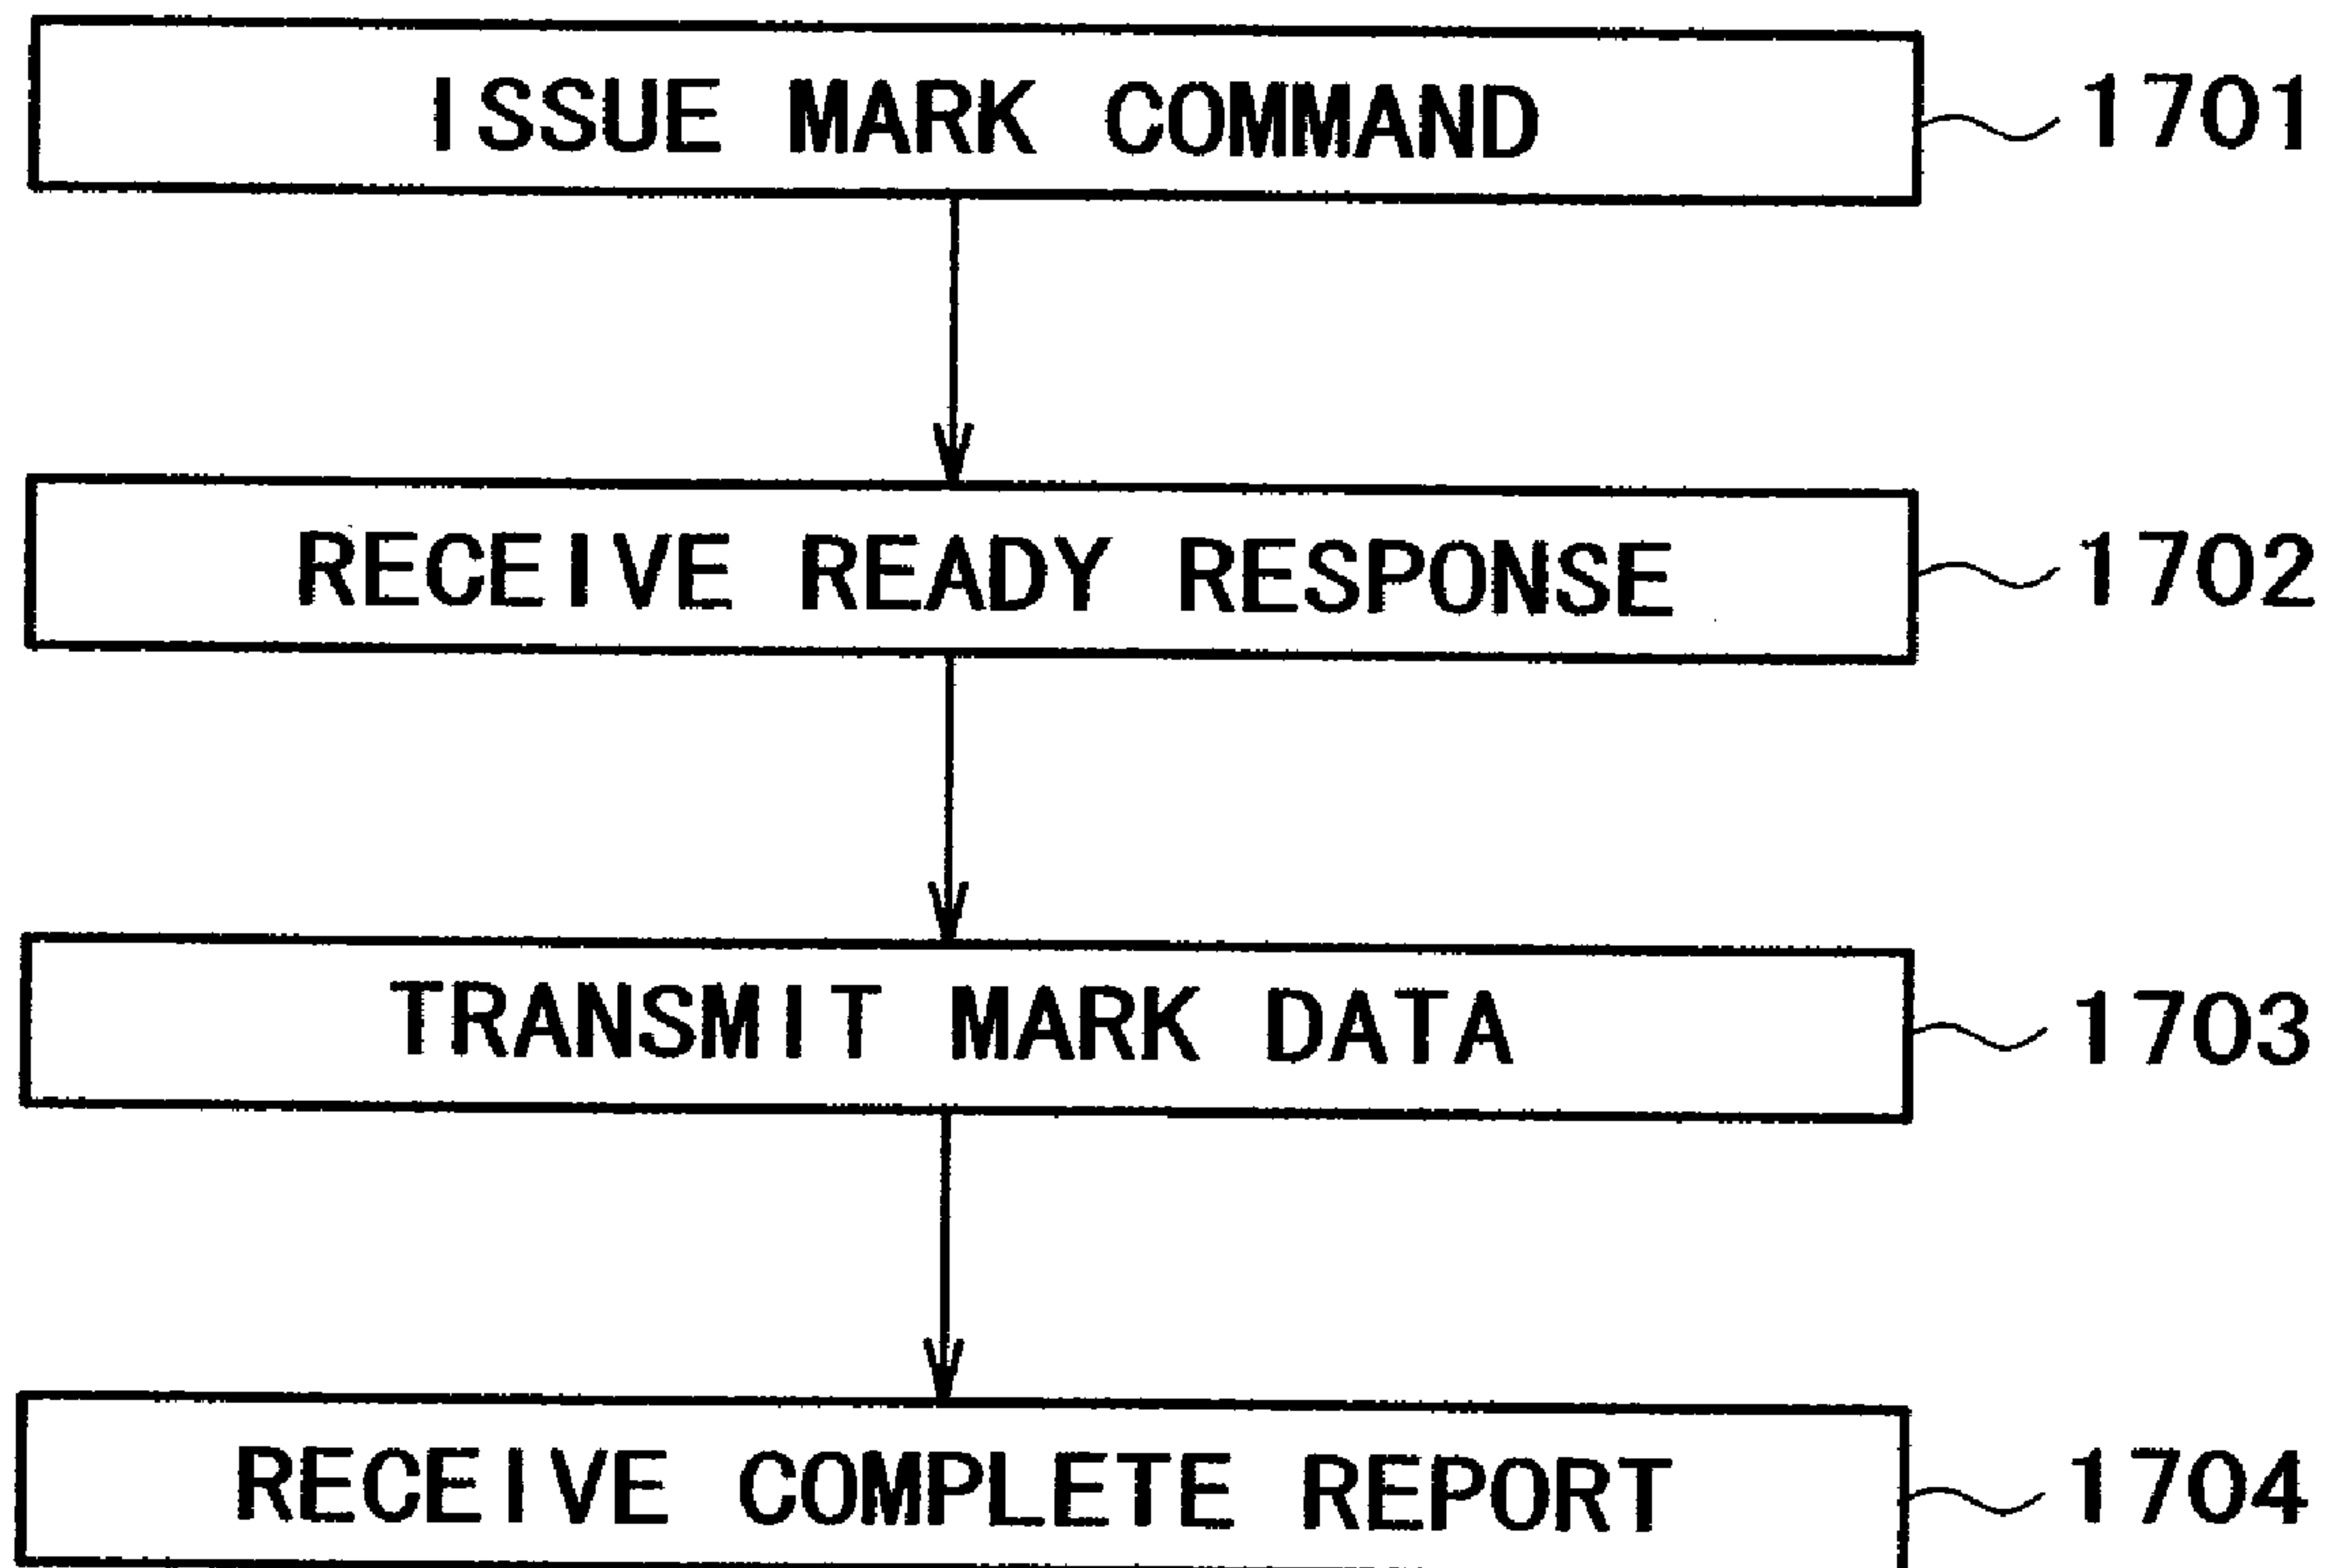 ISSUE MARK COMMAND 1701
RECEIVE READY RESPONSE 1702
TRANSMIT MARK DATA 1703
RECEIVE COMPLETE REPORT 1704